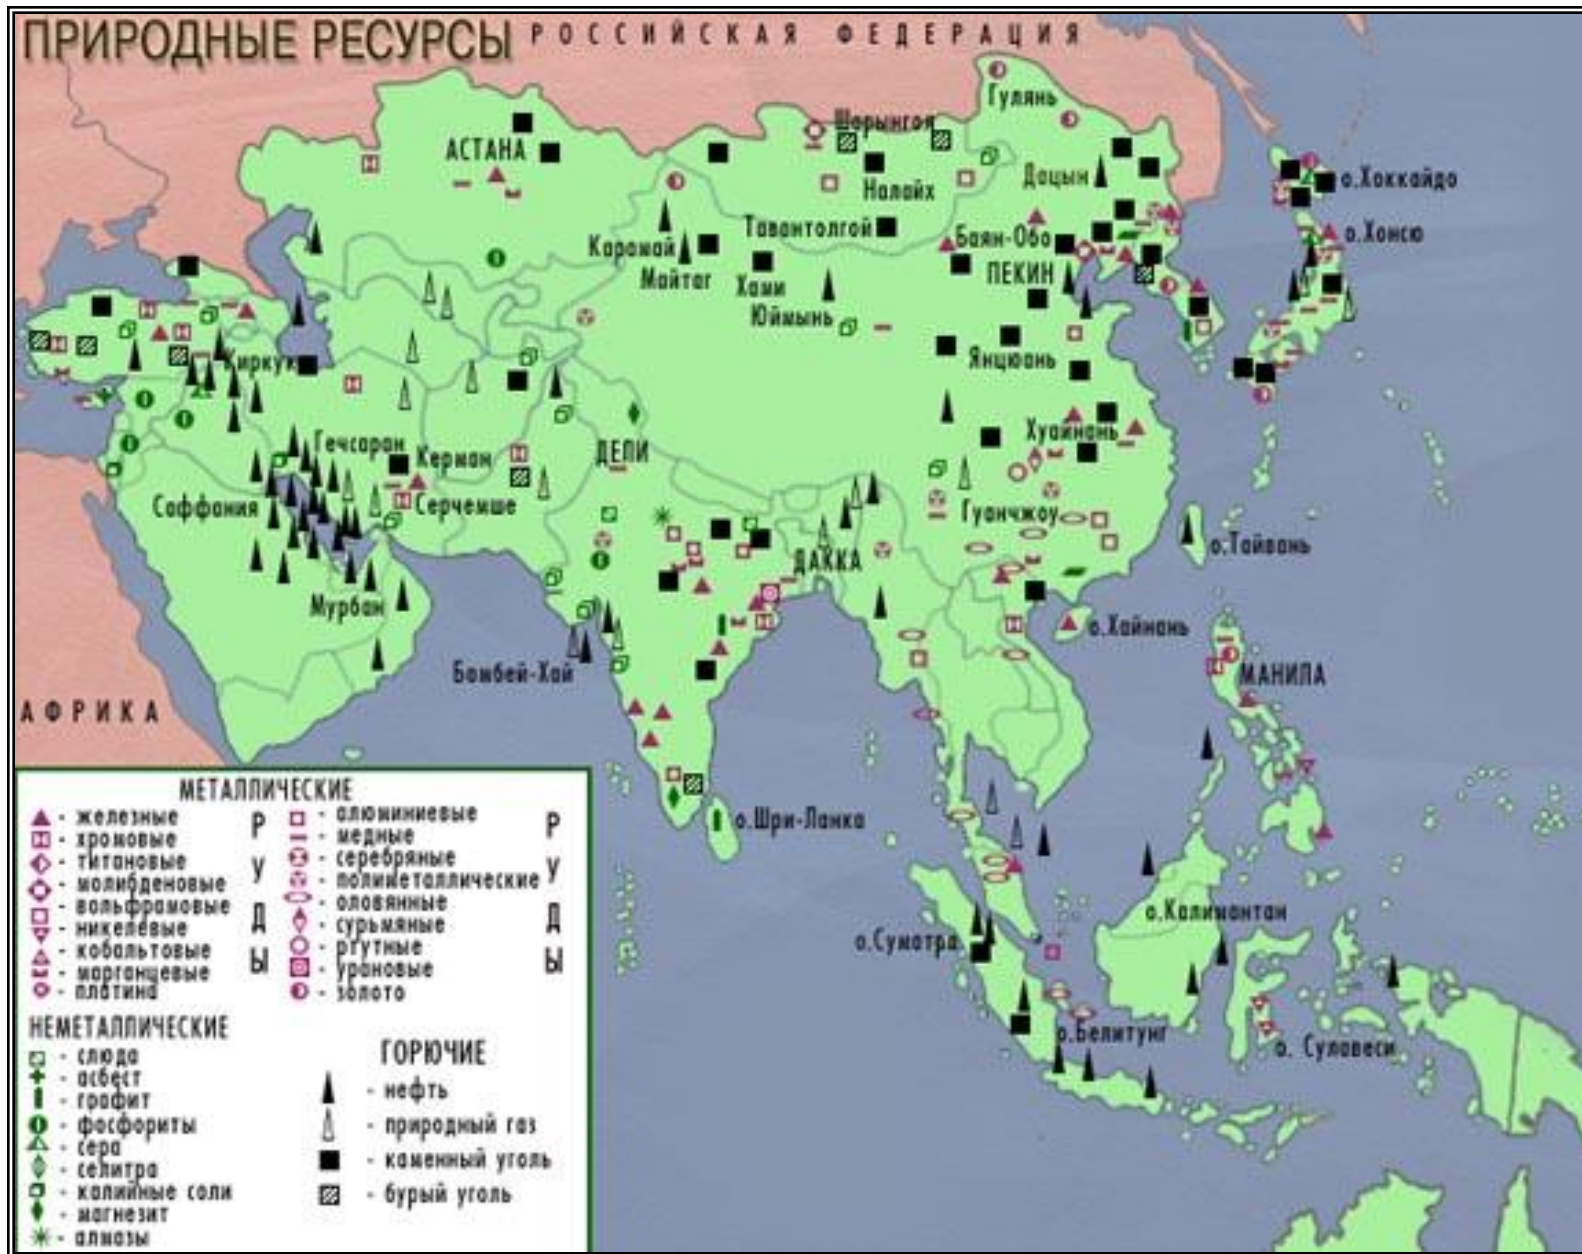 ПРИРОДНЫЕ РЕСУРСЫ
РОССИЙСКАЯ ФЕДЕРАЦИЯ
Гулянь
Шарынгол
АСТАНА
Налайх
Дацын
о.Хоккайдо
Тавантолгой
Карамай
Баян-Обо
о.Хонсю
Майтаг
Хами
ПЕКИН
Юймынь
Киркук
Янцюань
Гечсаран
Керман
ДЕЛИ
Хуайнань
Саффания
Серчемше
Гуанчжоу
о.Тайвань
ДАККА
Мурбан
о.Хайнань
Бомбей-Хай
МАНИЛА
АФРИКА
о.Шри-Ланка
о.Калимантан
о.Суматра
о.Белитунг
о. Сулавеси
МЕТАЛЛИЧЕСКИЕ
- железные
- хромовые
- титановые
- молибденовые
- вольфрамовые
- никелевые
- кобальтовые
- марганцевые
- платина
Р
У
Д
Ы
- алюминиевые
- медные
- серебряные
- полиметаллические
- оловянные
- сурьмяные
- ртутные
- урановые
- золото
Р
У
Д
Ы
НЕМЕТАЛЛИЧЕСКИЕ
- слюда
- асбест
- графит
- фосфориты
- сера
- селитра
- калийные соли
- магнезит
- алмазы
ГОРЮЧИЕ
- нефть
- природный газ
- каменный уголь
- бурый уголь